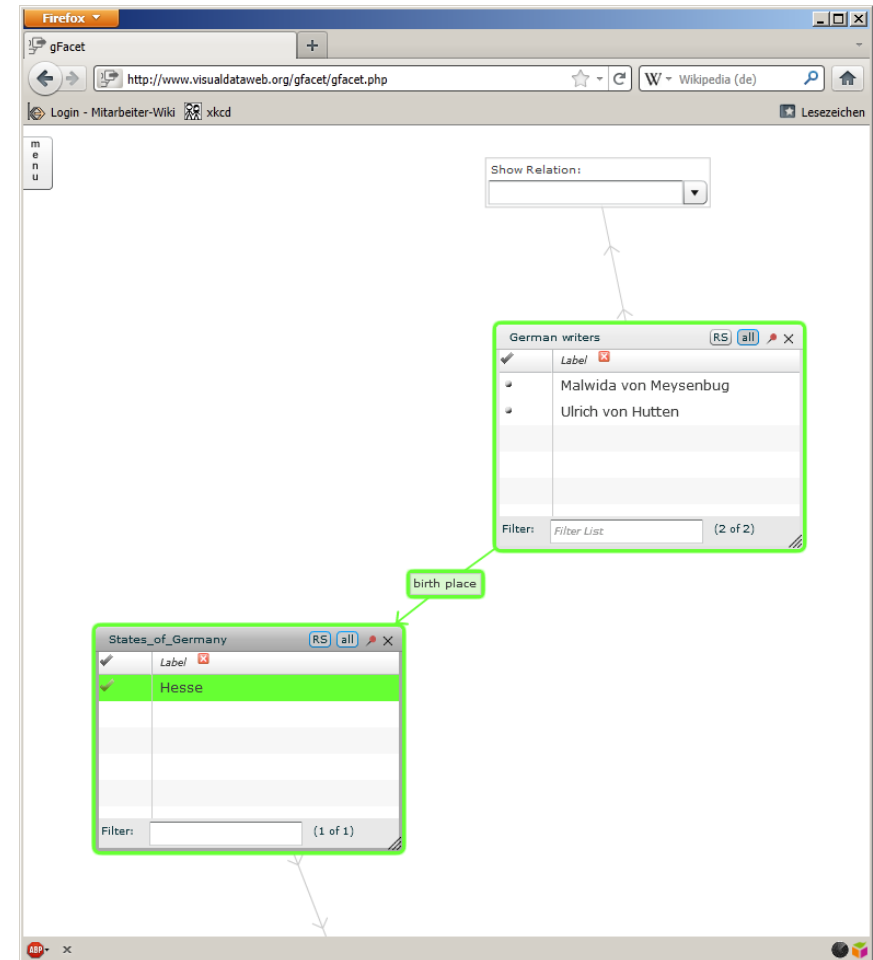 Firefox
gFacet
http://www.visualdataweb.org/gfacet/gfacet.php
W Wikipedia (de)
Login - Mitarbeiter-Wiki xkcd Lesezeichen
menu
Show Relation:
German writers RS all
Label
Malwida von Meysenbug
Ulrich von Hutten
Filter: Filter List (2 of 2)
birth place
States_of_Germany RS all
Label
Hesse
Filter: (1 of 1)
ABP